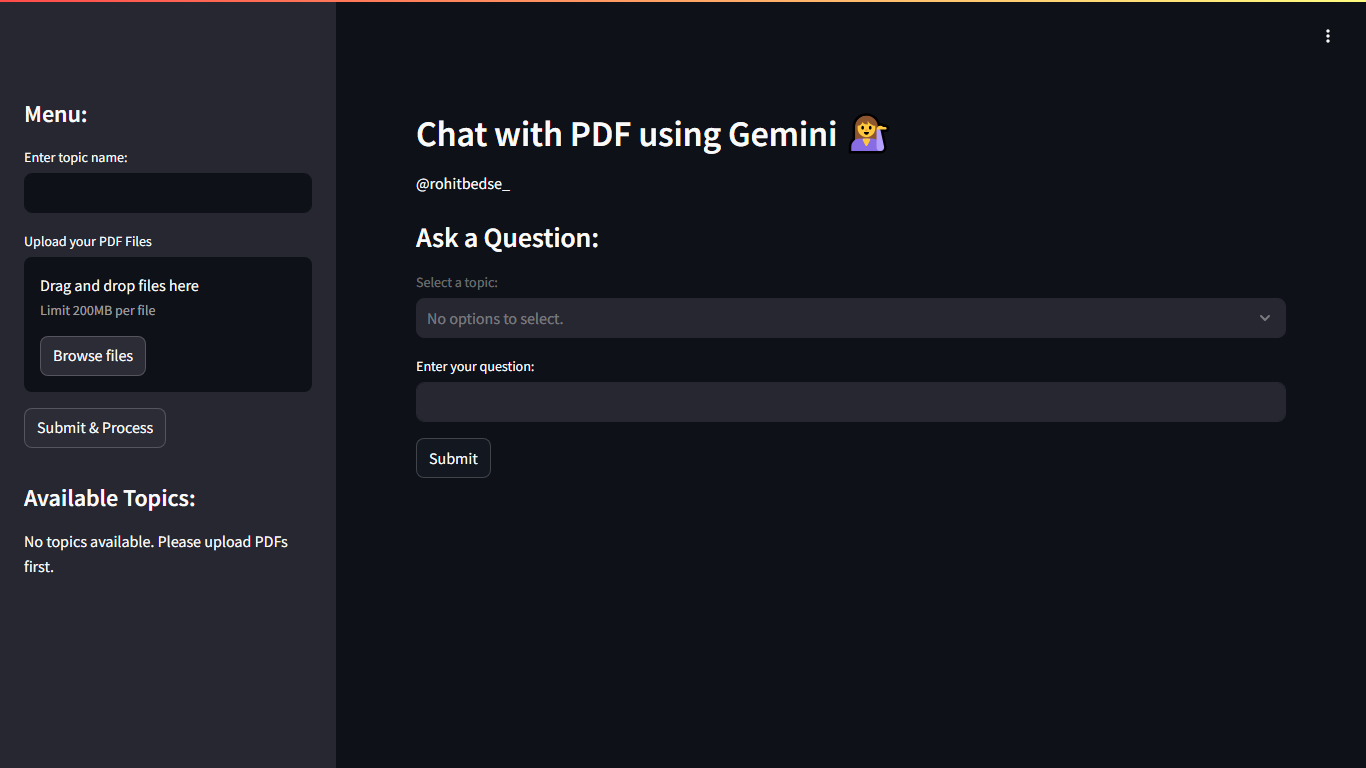 Menu:
Enter topic name:
Upload your PDF Files
Drag and drop files here
Limit 200MB per file
Browse files
Submit & Process
Available Topics:
No topics available. Please upload PDFs
first.
Chat with PDF using Gemini 💁‍♀️
@rohitbedse_
Ask a Question:
Select a topic:
No options to select.
Enter your question:
Submit